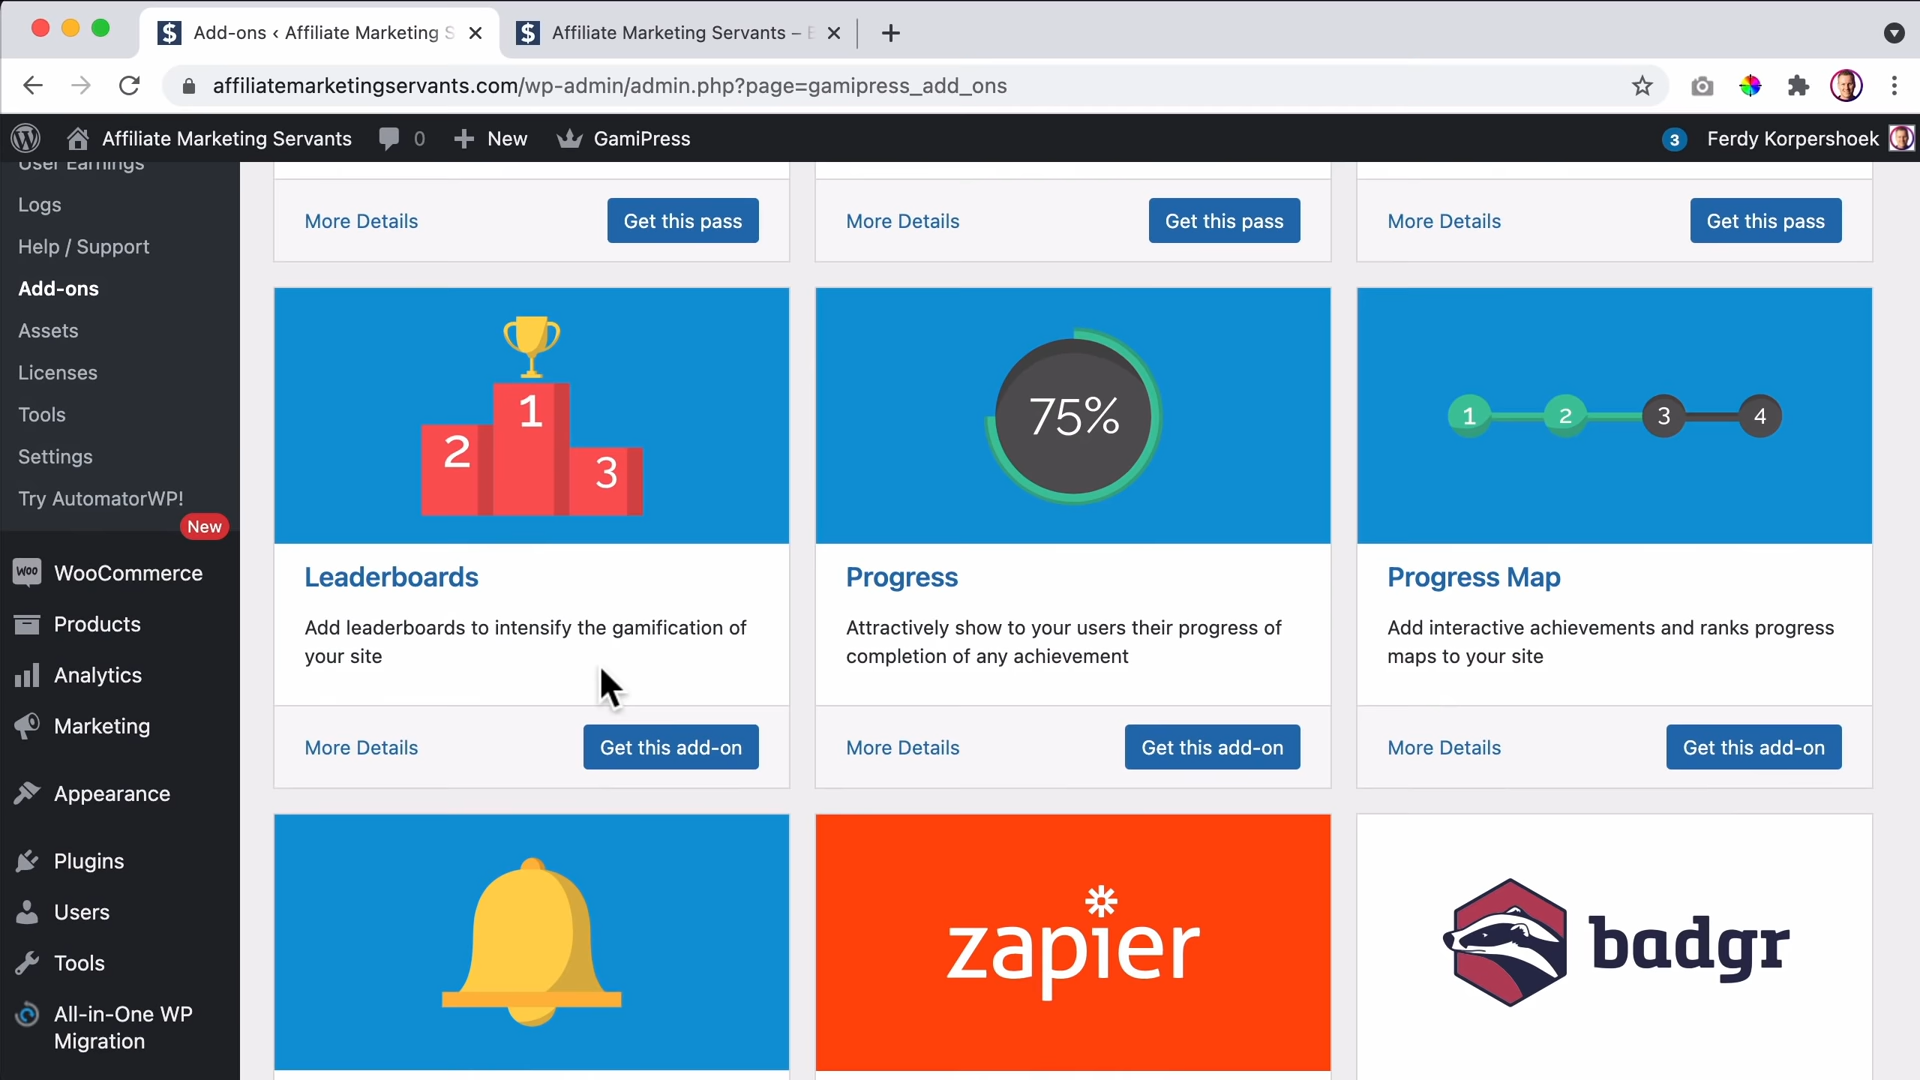 Add-ons ‹ Affiliate Marketing S
Affiliate Marketing Servants – E
affiliatemarketingservants.com/wp-admin/admin.php?page=gamipress_add_ons
Affiliate Marketing Servants
0
New
GamiPress
3
Ferdy Korpershoek
User Earnings
Logs
Help / Support
Add-ons
Assets
Licenses
Tools
Settings
Try AutomatorWP!
New
WOO
WooCommerce
Products
Analytics
Marketing
Appearance
Plugins
Users
Tools
All-in-One WP
Migration
More Details
Get this pass
More Details
Get this pass
More Details
Get this pass
1
2
3
Leaderboards
Add leaderboards to intensify the gamification of
your site
More Details
Get this add-on
75%
Progress
Attractively show to your users their progress of
completion of any achievement
More Details
Get this add-on
1 2 3 4
Progress Map
Add interactive achievements and ranks progress
maps to your site
More Details
Get this add-on
zapier
badgr